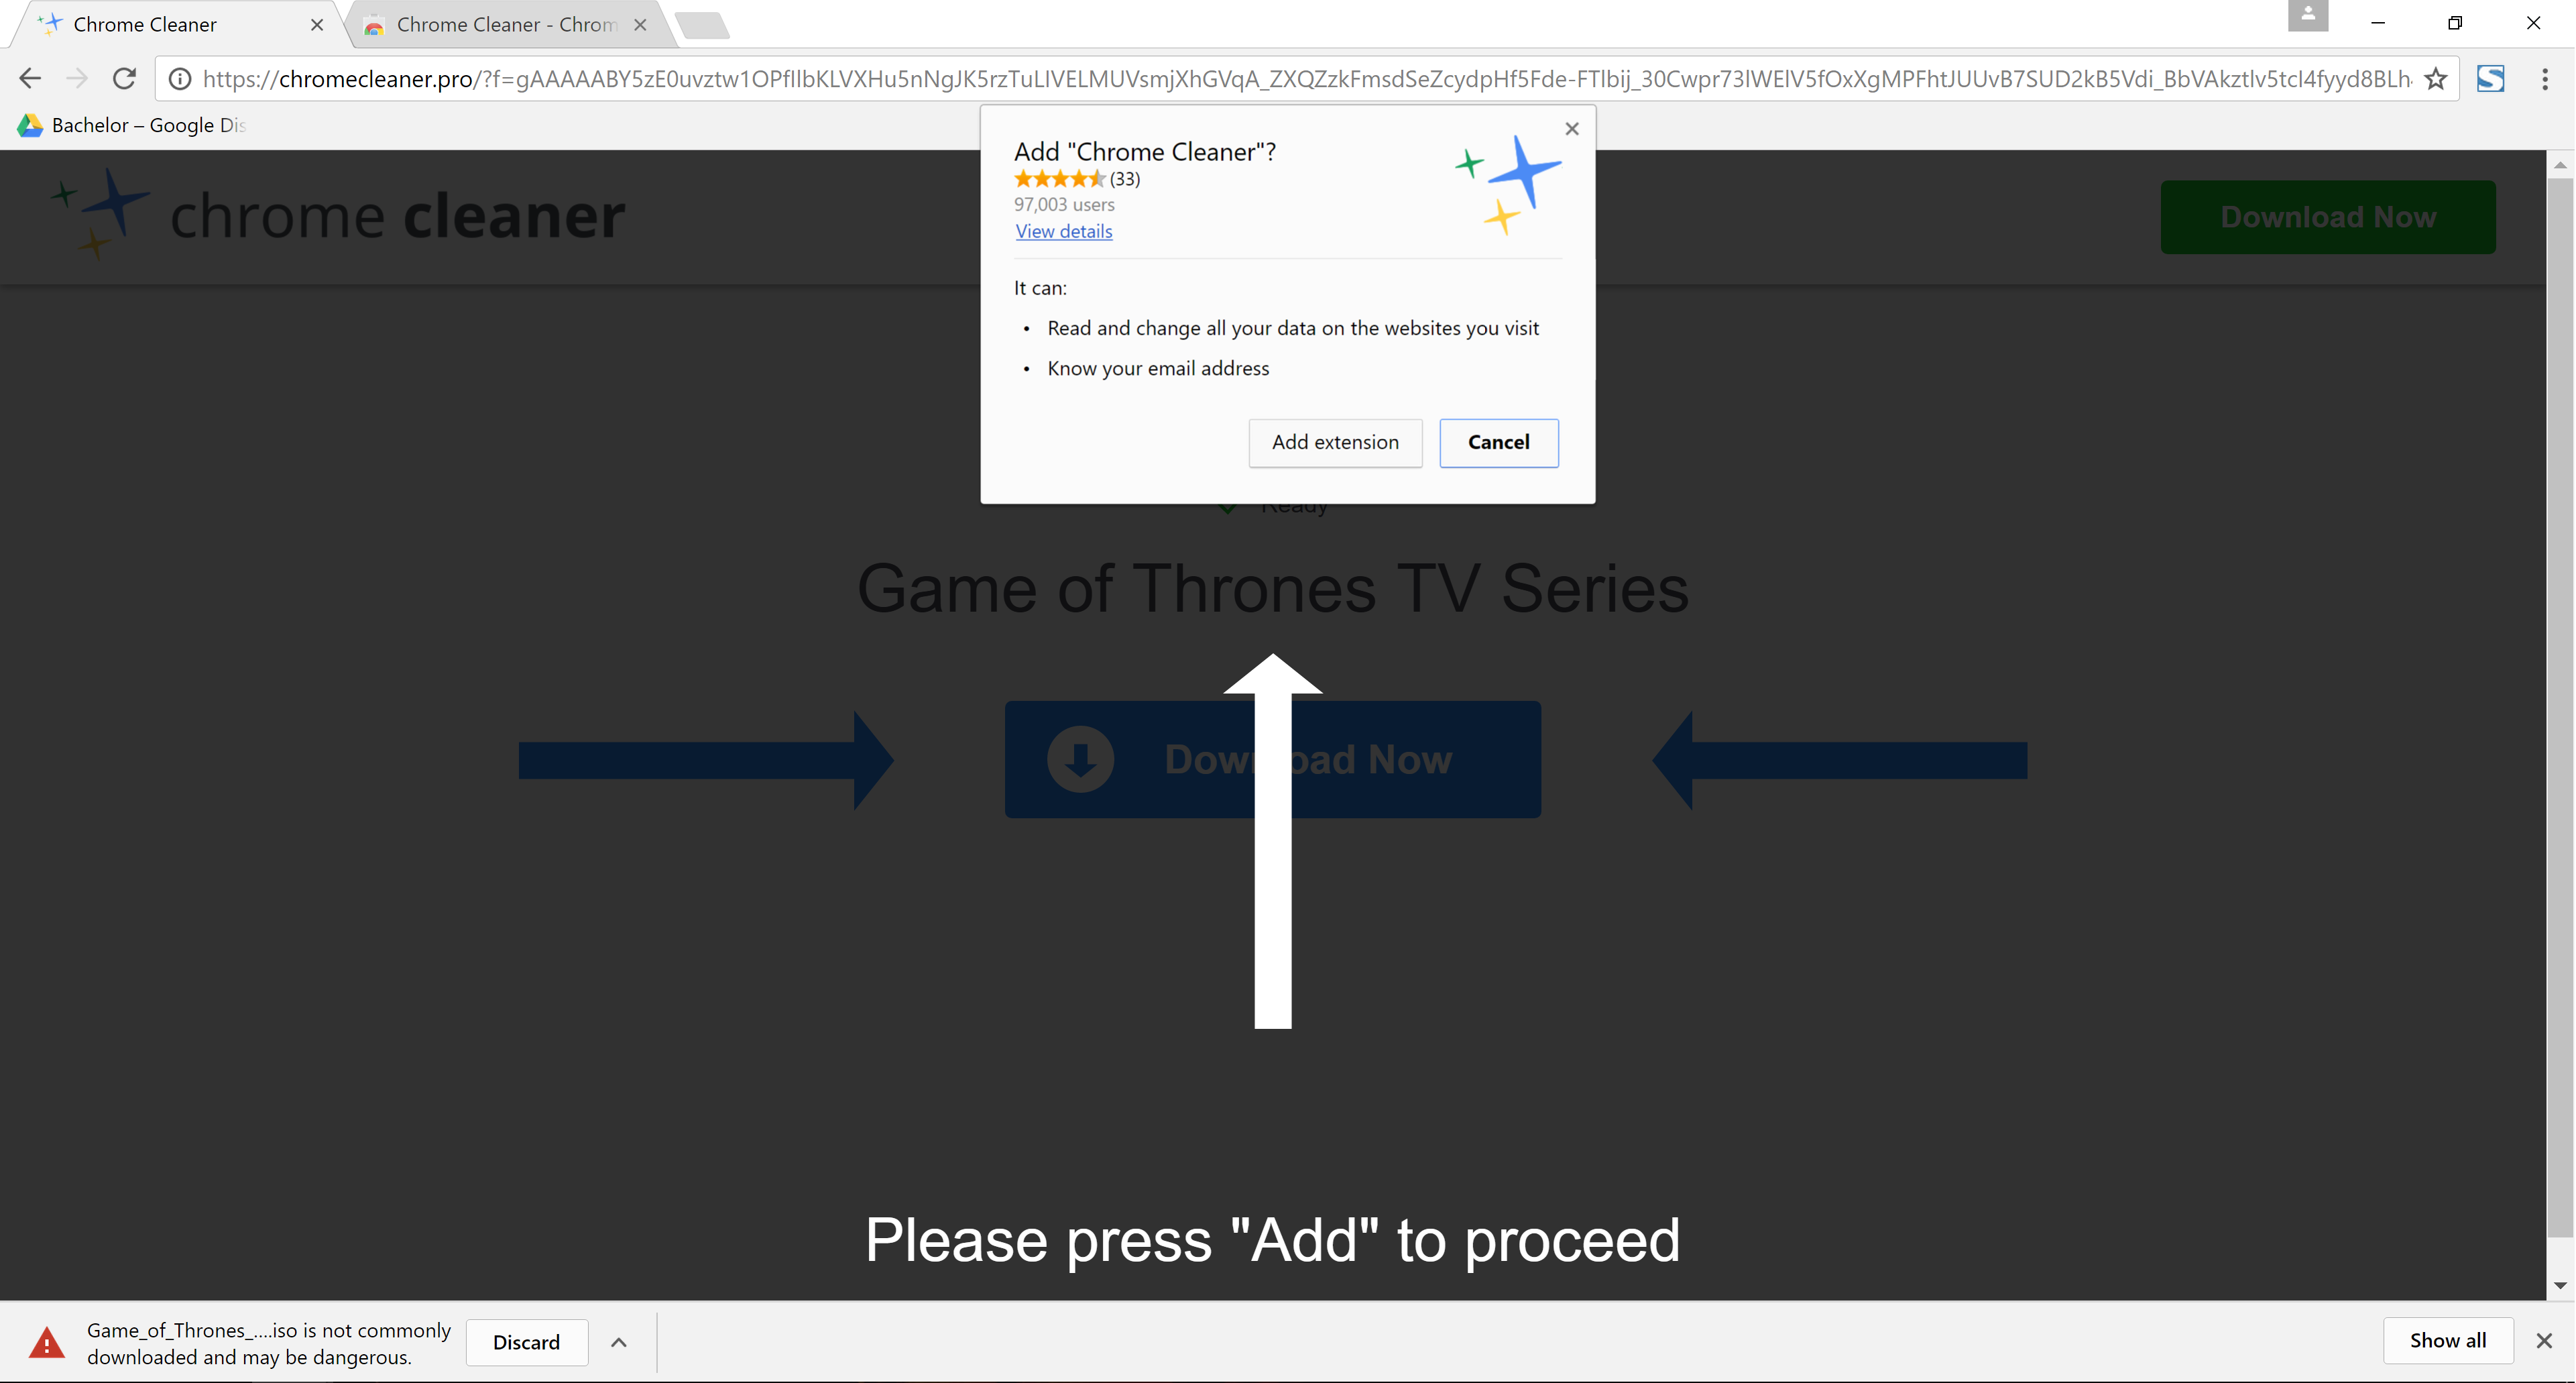 Chrome Cleaner
Chrome Cleaner - Chrom
https://chromecleaner.pro/?f=gAAAAABY5zE0uvztw1OPfIlbKLVXHu5nNgJK5rzTuLIVELMUVsmjXhGVqA_ZXQZzkFmsdSeZcydpHf5Fde-FTlbij_30Cwpr73lWElV5fOxXgMPFhtJUUvB7SUD2kB5Vdi_BbVAkztlv5tcI4fyyd8BLh
Bachelor – Google Dis
Add "Chrome Cleaner"?
(33)
97,003 users
View details
It can:
• Read and change all your data on the websites you visit
• Know your email address
Add extension
Cancel
chrome cleaner
Download Now
Ready
Game of Thrones TV Series
Download Now
Please press "Add" to proceed
Game_of_Thrones_....iso is not commonly
downloaded and may be dangerous.
Discard
Show all